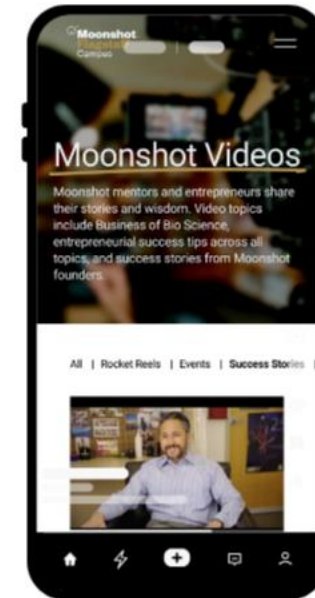 Moonshot
Flagstaff
Campus
Moonshot Videos
Moonshot mentors and entrepreneurs share
their stories and wisdom. Video topics
include Business of Bio Science,
entrepreneurial success tips across all
topics, and success stories from Moonshot
founders.
All | Rocket Reels | Events | Success Stories |